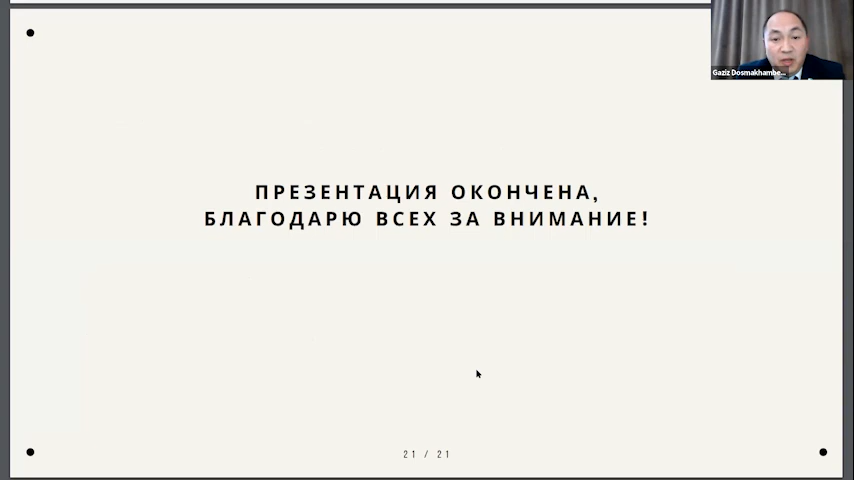 Gaziz Dosmakhambe...
ПРЕЗЕНТАЦИЯ ОКОНЧЕНА,
БЛАГОДАРЮ ВСЕХ ЗА ВНИМАНИЕ!
21 / 21